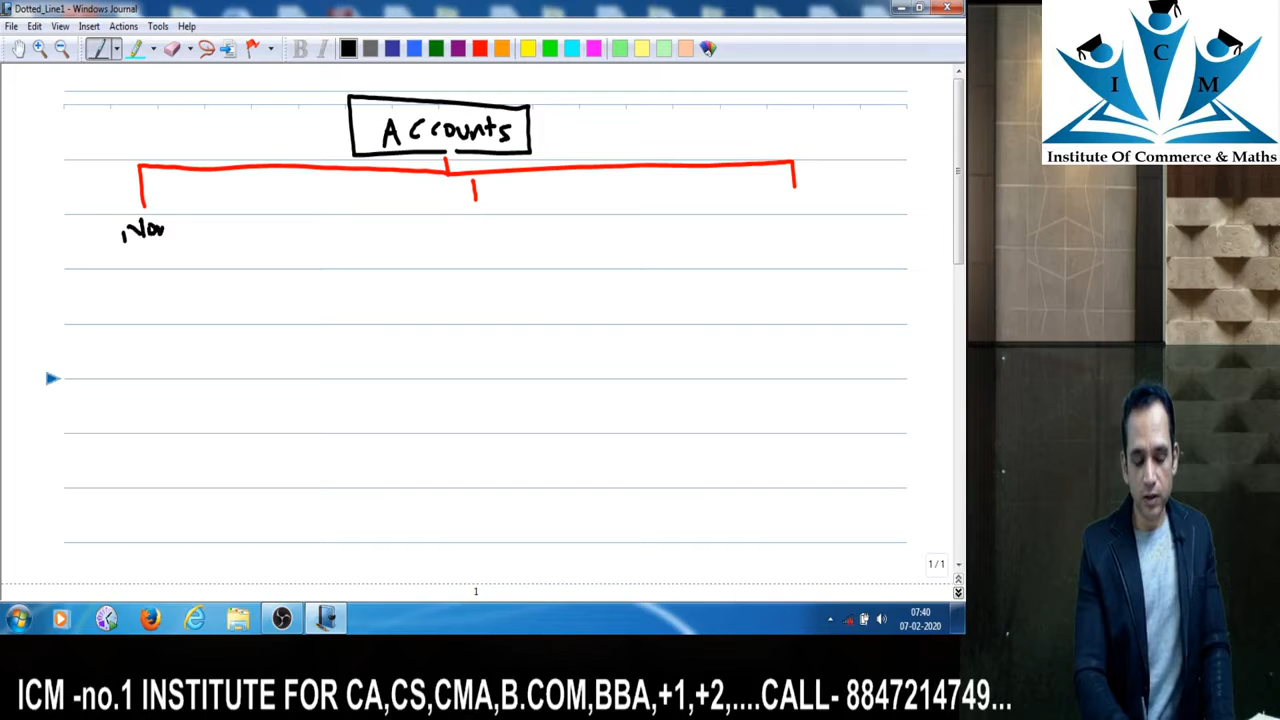 Dotted_Line1 - Windows Journal
File Edit View Insert Actions Tools Help
B I
I C M
Institute Of Commerce & Maths
Accounts
1/1
1
07:40
07-02-2020
ICM -no.1 INSTITUTE FOR CA,CS,CMA,B.COM,BBA,+1,+2,....CALL- 8847214749...